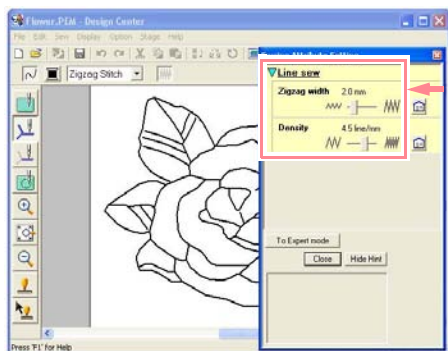 Flower.PEM - Design Center
File Edit Sew Display Option Stage Help
Zigzag Stitch
Line sew
Zigzag width 2.0 mm
Density 4.5 line/mm
To Expert mode
Close Hide Hint
Press "F1" for Help